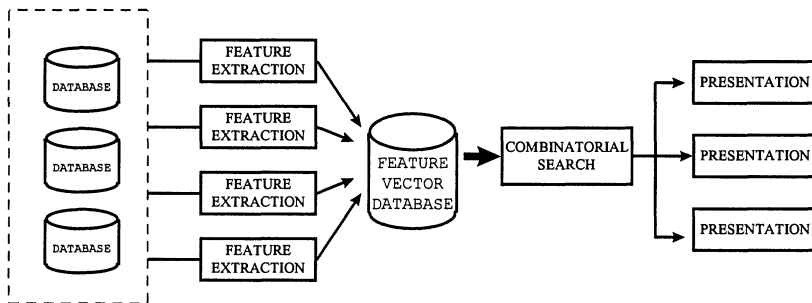 DATABASE
DATABASE
DATABASE
FEATURE
EXTRACTION
FEATURE
EXTRACTION
FEATURE
EXTRACTION
FEATURE
EXTRACTION
FEATURE
VECTOR
DATABASE
COMBINATORIAL
SEARCH
PRESENTATION
PRESENTATION
PRESENTATION